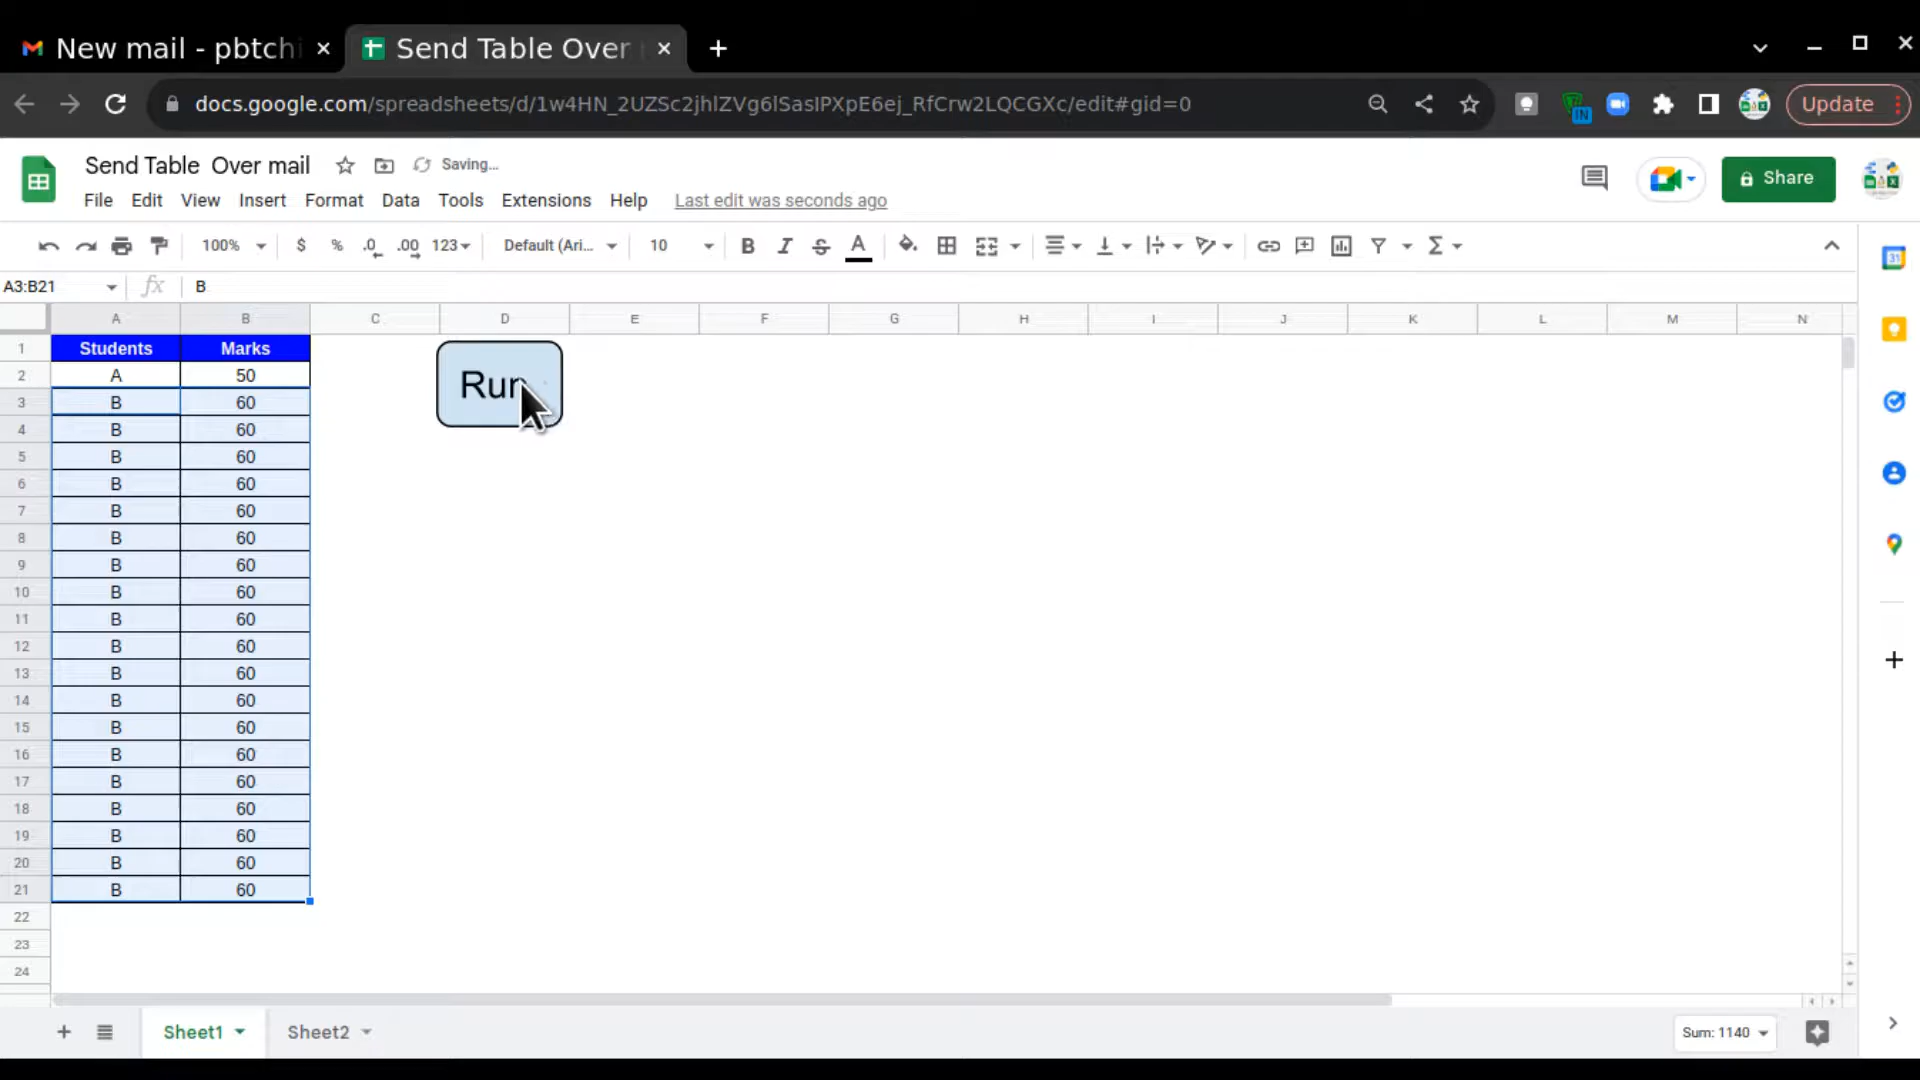 New mail - pbtchi
Send Table Over
docs.google.com/spreadsheets/d/1w4HN_2UZSc2jhlZVg6lSasIPXpE6ej_RfCrw2LQCGXc/edit#gid=0
IN
Update
Send Table Over mail
Saving...
File Edit View Insert Format Data Tools Extensions Help Last edit was seconds ago
Share
100% $ % .0 .00 123 Default (Ari... 10 B I S A Σ
31
A3:B21 fx B
A B C D E F G H I J K L M N
1 Students Marks
Run
2 A 50
3 B 60
4 B 60
5 B 60
6 B 60
7 B 60
8 B 60
9 B 60
10 B 60
11 B 60
12 B 60
13 B 60
14 B 60
15 B 60
16 B 60
17 B 60
18 B 60
19 B 60
20 B 60
21 B 60
22
23
24
Sheet1 Sheet2 Sum: 1140